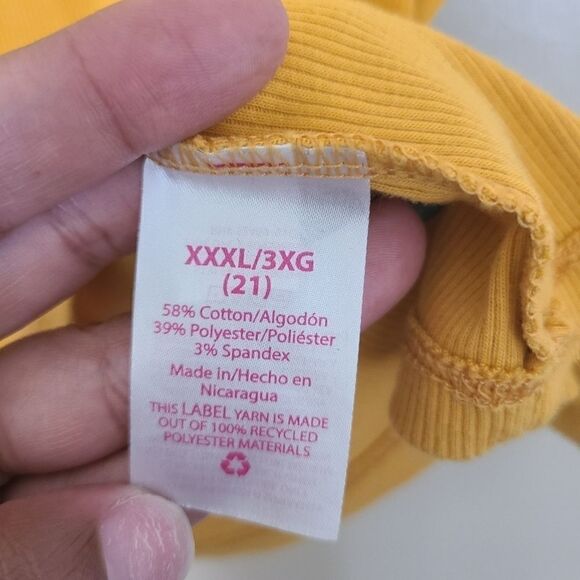 XXXL/3XG
(21)
58% Cotton/Algodón
39% Polyester/Poliéster
3% Spandex
Made in/Hecho en
Nicaragua
THIS LABEL YARN IS MADE
OUT OF 100% RECYCLED
POLYESTER MATERIALS